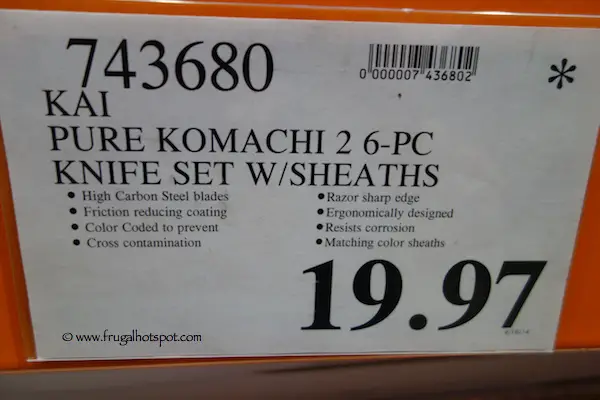 743680
0 000007 436802
*
KAI
PURE KOMACHI 2 6-PC
KNIFE SET W/SHEATHS
• High Carbon Steel blades
• Friction reducing coating
• Color Coded to prevent
• Cross contamination
• Razor sharp edge
• Ergonomically designed
• Resists corrosion
• Matching color sheaths
19.97
© www.frugalhotspot.com